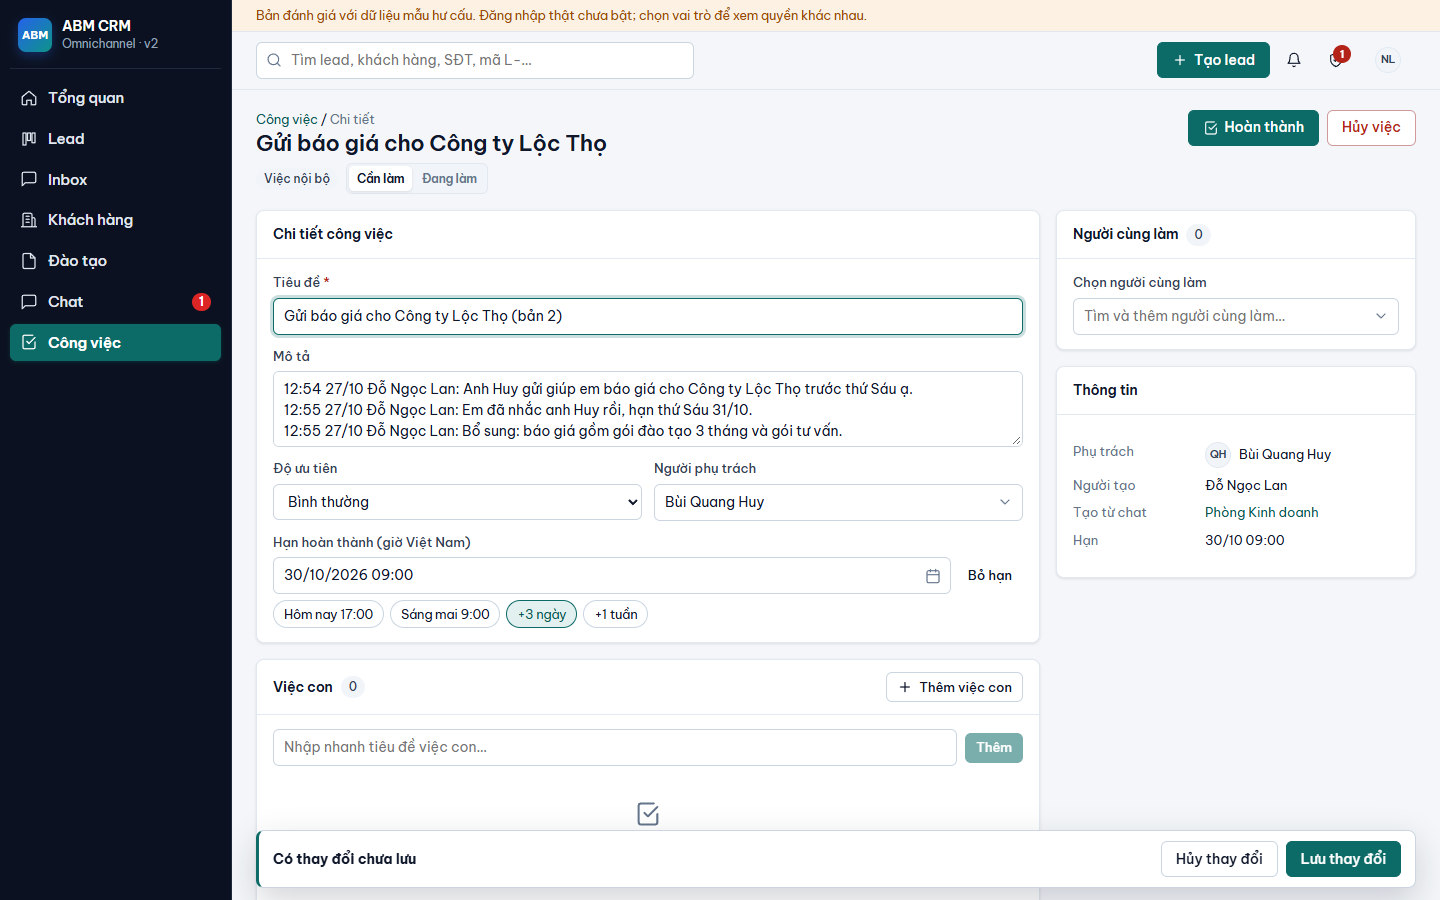 ABM
ABM CRM
Omnichannel · v2
Tổng quan
Lead
Inbox
Khách hàng
Đào tạo
Chat
1
Công việc
Bản đánh giá với dữ liệu mẫu hư cấu. Đăng nhập thật chưa bật; chọn vai trò để xem quyền khác nhau.
Tìm lead, khách hàng, SĐT, mã L-...
Tạo lead
1
NL
Công việc / Chi tiết
Gửi báo giá cho Công ty Lộc Thọ
Hoàn thành
Hủy việc
Việc nội bộ
Cần làm
Đang làm
Chi tiết công việc
Tiêu đề *
Gửi báo giá cho Công ty Lộc Thọ (bản 2)
Mô tả
12:54 27/10 Đỗ Ngọc Lan: Anh Huy gửi giúp em báo giá cho Công ty Lộc Thọ trước thứ Sáu ạ.
12:55 27/10 Đỗ Ngọc Lan: Em đã nhắc anh Huy rồi, hạn thứ Sáu 31/10.
12:55 27/10 Đỗ Ngọc Lan: Bổ sung: báo giá gồm gói đào tạo 3 tháng và gói tư vấn.
Độ ưu tiên
Người phụ trách
Bình thường
Bùi Quang Huy
Hạn hoàn thành (giờ Việt Nam)
30/10/2026 09:00
Bỏ hạn
Hôm nay 17:00
Sáng mai 9:00
+3 ngày
+1 tuần
Việc con 0
Thêm việc con
Nhập nhanh tiêu đề việc con...
Thêm
Người cùng làm 0
Chọn người cùng làm
Tìm và thêm người cùng làm...
Thông tin
Phụ trách
QH Bùi Quang Huy
Người tạo
Đỗ Ngọc Lan
Tạo từ chat
Phòng Kinh doanh
Hạn
30/10 09:00
Có thay đổi chưa lưu
Hủy thay đổi
Lưu thay đổi